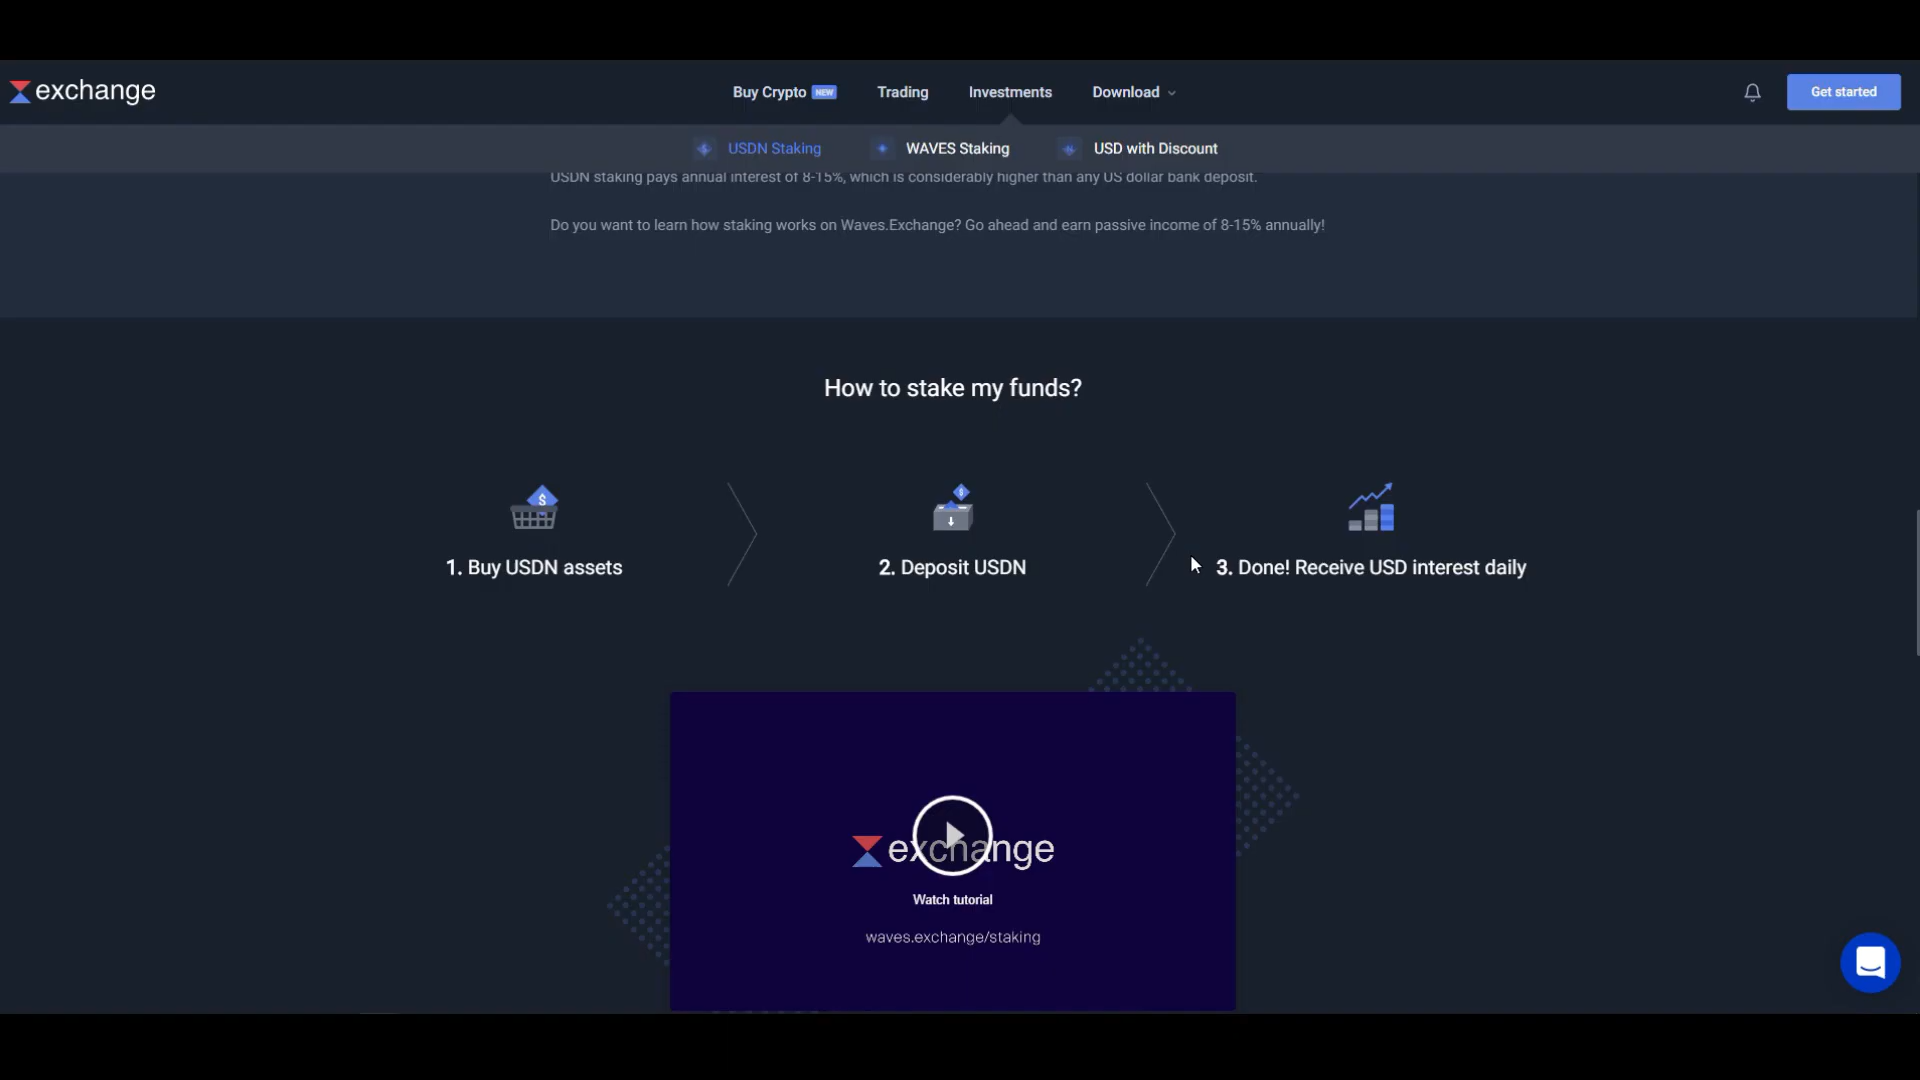 exchange
Buy Crypto NEW
Trading
Investments
Download
Get started
USDN Staking
WAVES Staking
USD with Discount
USDN staking pays annual interest of 8-15%, which is considerably higher than any US dollar bank deposit.
Do you want to learn how staking works on Waves.Exchange? Go ahead and earn passive income of 8-15% annually!
How to stake my funds?
1. Buy USDN assets
2. Deposit USDN
3. Done! Receive USD interest daily
exchange
Watch tutorial
waves.exchange/staking